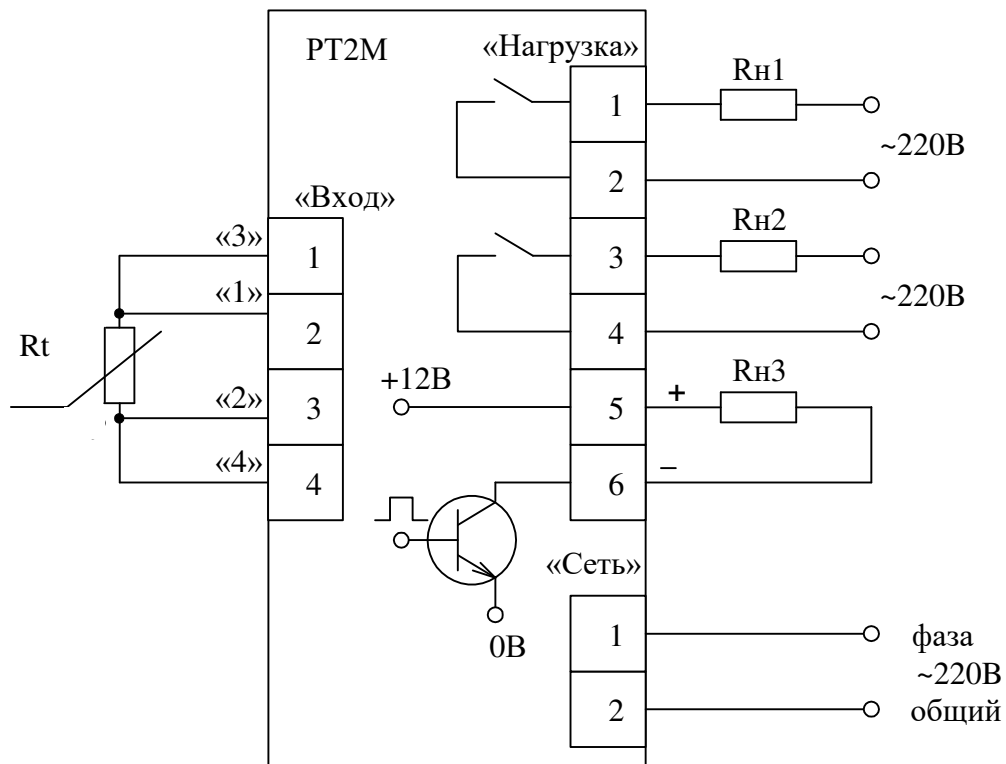 РТ2М
«Нагрузка»
Rн1
1
~220В
2
«Вход»
«3»
1
Rн2
3
«1»
2
~220В
4
Rt
+12В
Rн3
«2»
3
5
+
«4»
4
6
–
«Сеть»
0В
1
фаза
~220В
2
общий